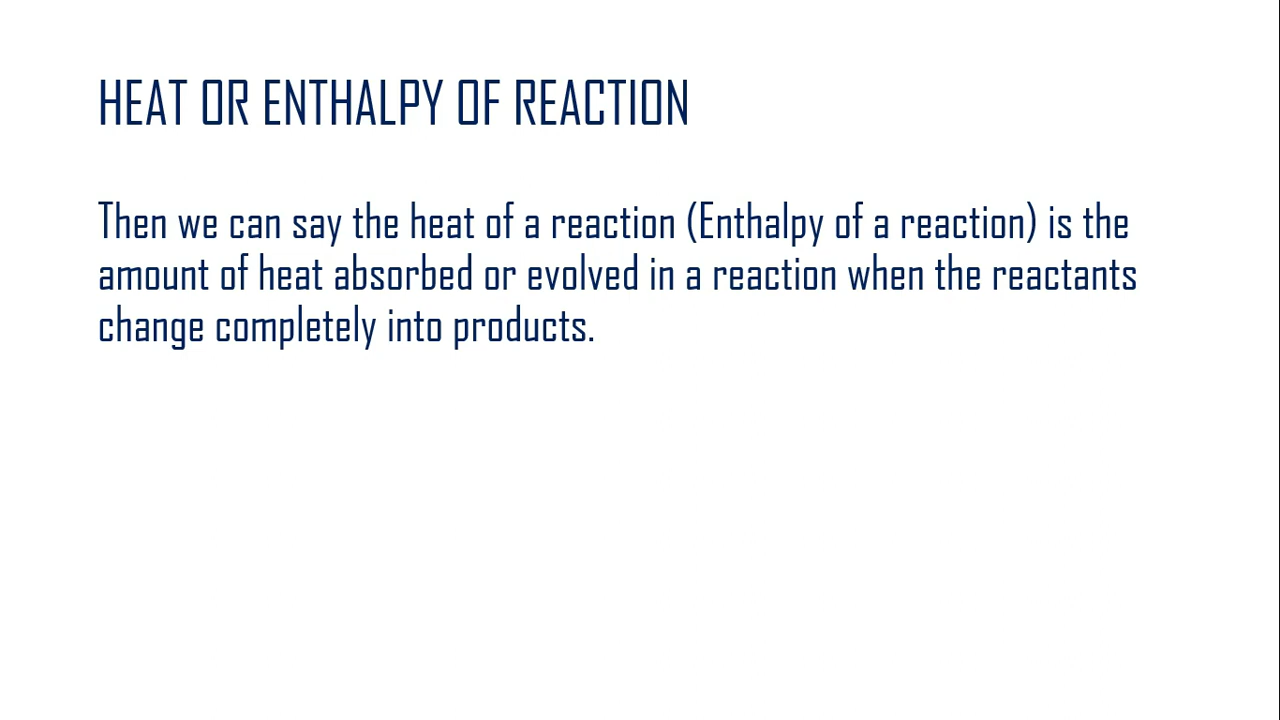 HEAT OR ENTHALPY OF REACTION
Then we can say the heat of a reaction (Enthalpy of a reaction) is the
amount of heat absorbed or evolved in a reaction when the reactants
change completely into products.